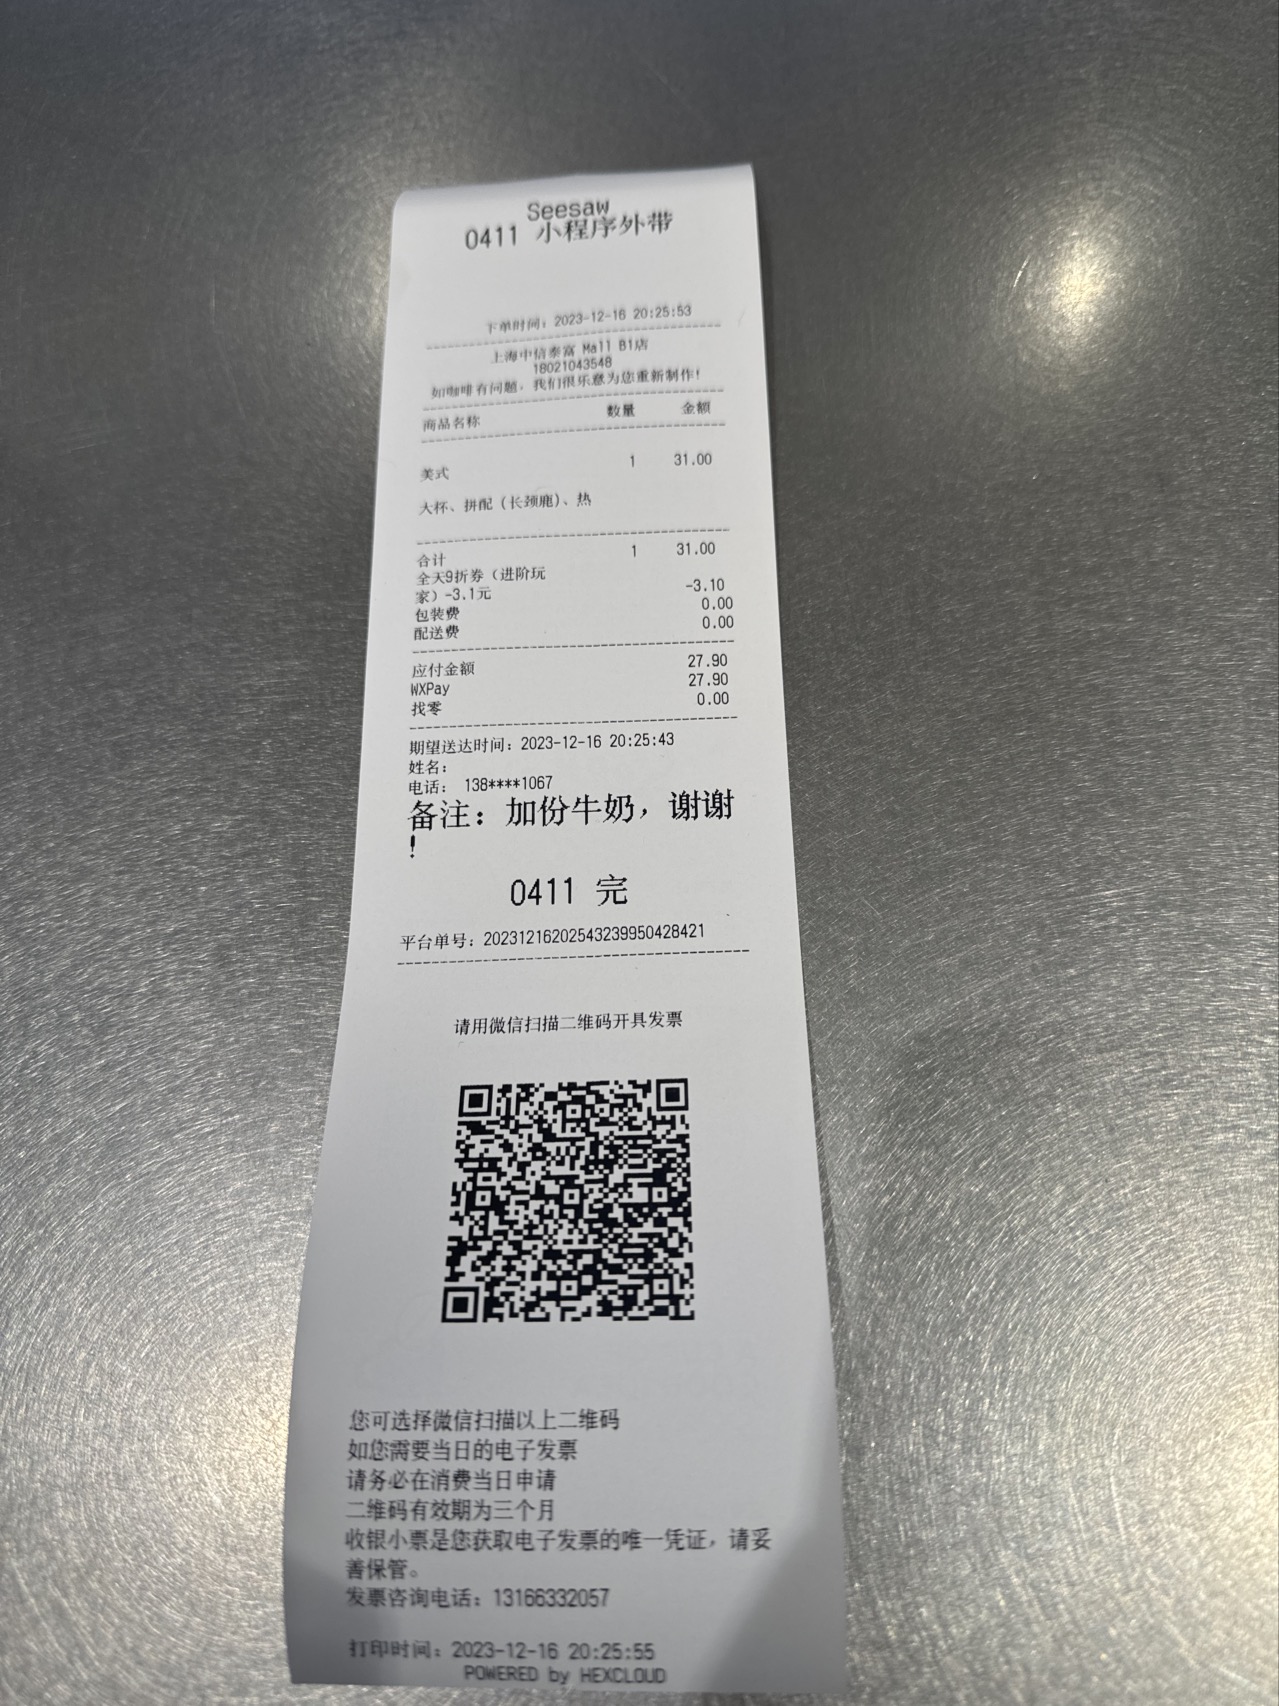 Seesaw
0411 小程序外带
下单时间：2023-12-16 20:25:53
上海中信泰富 Mall B1店
18021043548
如咖啡有问题，我们很乐意为您重新制作！
商品名称 数量 金额
美式 1 31.00
大杯、拼配（长颈鹿）、热
合计 1 31.00
全天9折券（进阶玩
家）-3.1元 -3.10
包装费 0.00
配送费 0.00
应付金额 27.90
WXPay 27.90
找零 0.00
期望送达时间：2023-12-16 20:25:43
姓名：
电话： 138****1067
备注：加份牛奶，谢谢
！
0411 完
平台单号：20231216202543239950428421
请用微信扫描二维码开具发票
您可选择微信扫描以上二维码
如您需要当日的电子发票
请务必在消费当日申请
二维码有效期为三个月
收银小票是您获取电子发票的唯一凭证，请妥
善保管。
发票咨询电话：13166332057
打印时间：2023-12-16 20:25:55
POWERED by HEXCLOUD